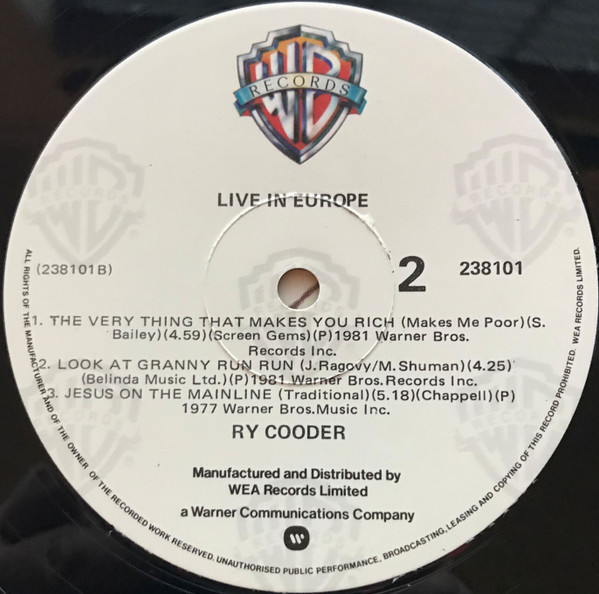 WB
RECORDS
LIVE IN EUROPE
(238101B)
2
238101
1. THE VERY THING THAT MAKES YOU RICH (Makes Me Poor)(S.
Bailey)(4.59)(Screen Gems)(P)1981 Warner Bros.
Records Inc.
2. LOOK AT GRANNY RUN RUN (J.Ragovy/M.Shuman)(4.25)
(Belinda Music Ltd.)(P)1981 Warner Bros.Records Inc.
3. JESUS ON THE MAINLINE (Traditional)(5.18)(Chappell)(P)
1977 Warner Bros.Music Inc.
RY COODER
Manufactured and Distributed by
WEA Records Limited
a Warner Communications Company
ALL RIGHTS OF THE MANUFACTURER AND OF THE OWNER OF THE RECORDED WORK RESERVED. UNAUTHORISED PUBLIC PERFORMANCE, BROADCASTING, LEASING AND COPYING OF THIS RECORD PROHIBITED. WEA RECORDS LIMITED.